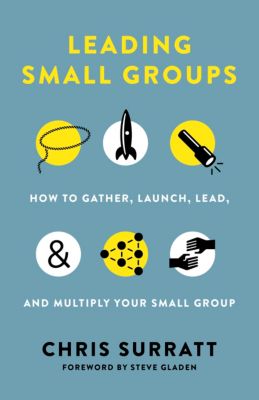 LEADING
SMALL GROUPS
HOW TO GATHER, LAUNCH, LEAD,
&
AND MULTIPLY YOUR SMALL GROUP
CHRIS SURRATT
FOREWORD BY STEVE GLADEN